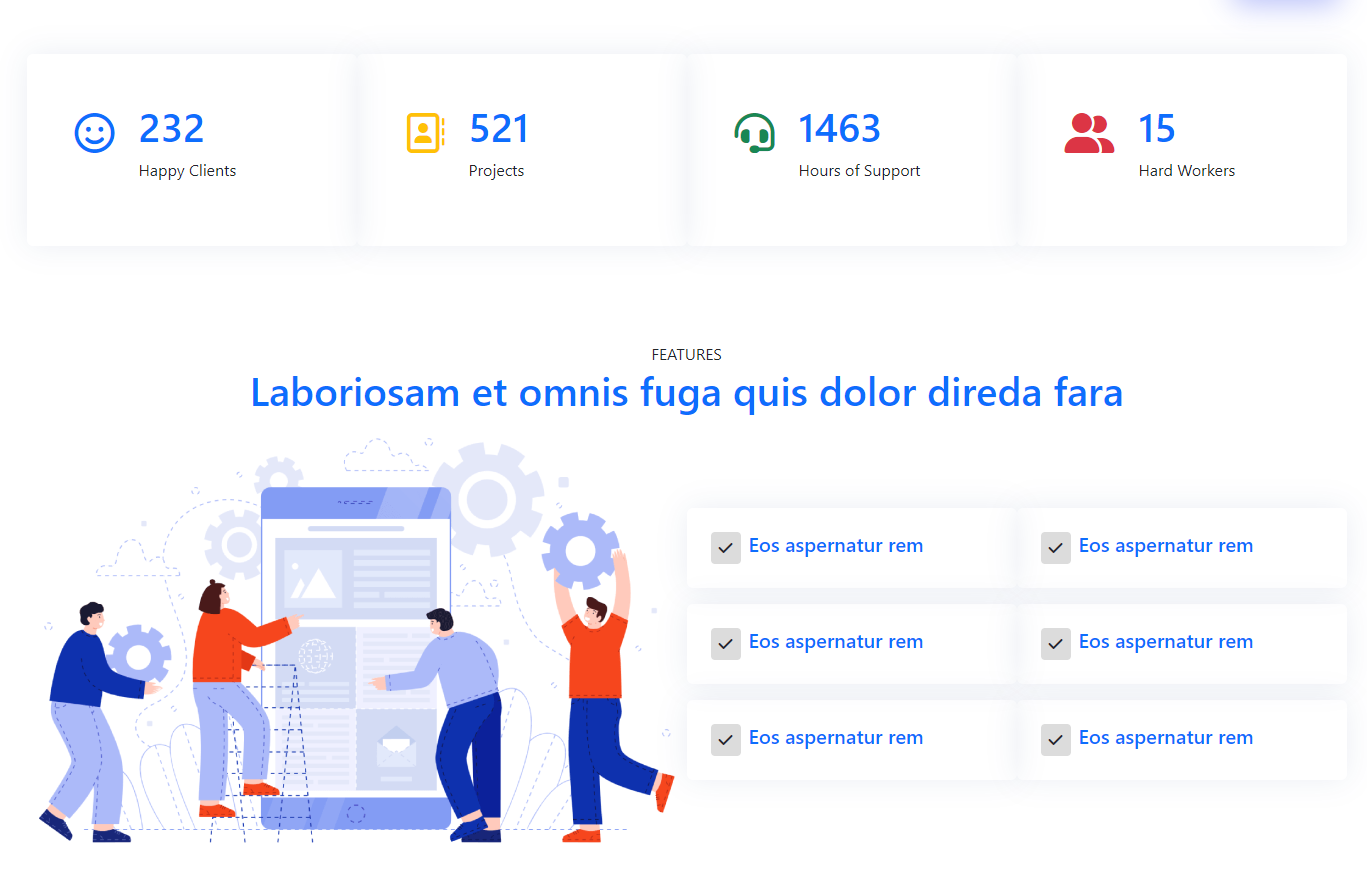 232
Happy Clients
521
Projects
1463
Hours of Support
15
Hard Workers
FEATURES
Laboriosam et omnis fuga quis dolor direda fara
Eos aspernatur rem
Eos aspernatur rem
Eos aspernatur rem
Eos aspernatur rem
Eos aspernatur rem
Eos aspernatur rem